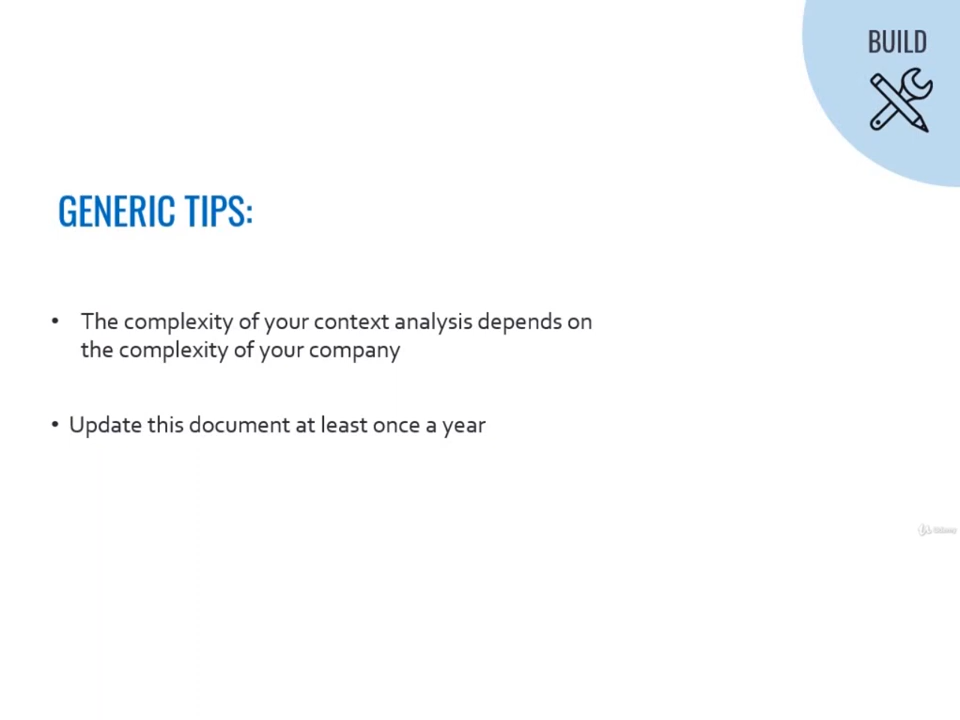 BUILD
GENERIC TIPS:
• The complexity of your context analysis depends on
the complexity of your company
• Update this document at least once a year
Udemy